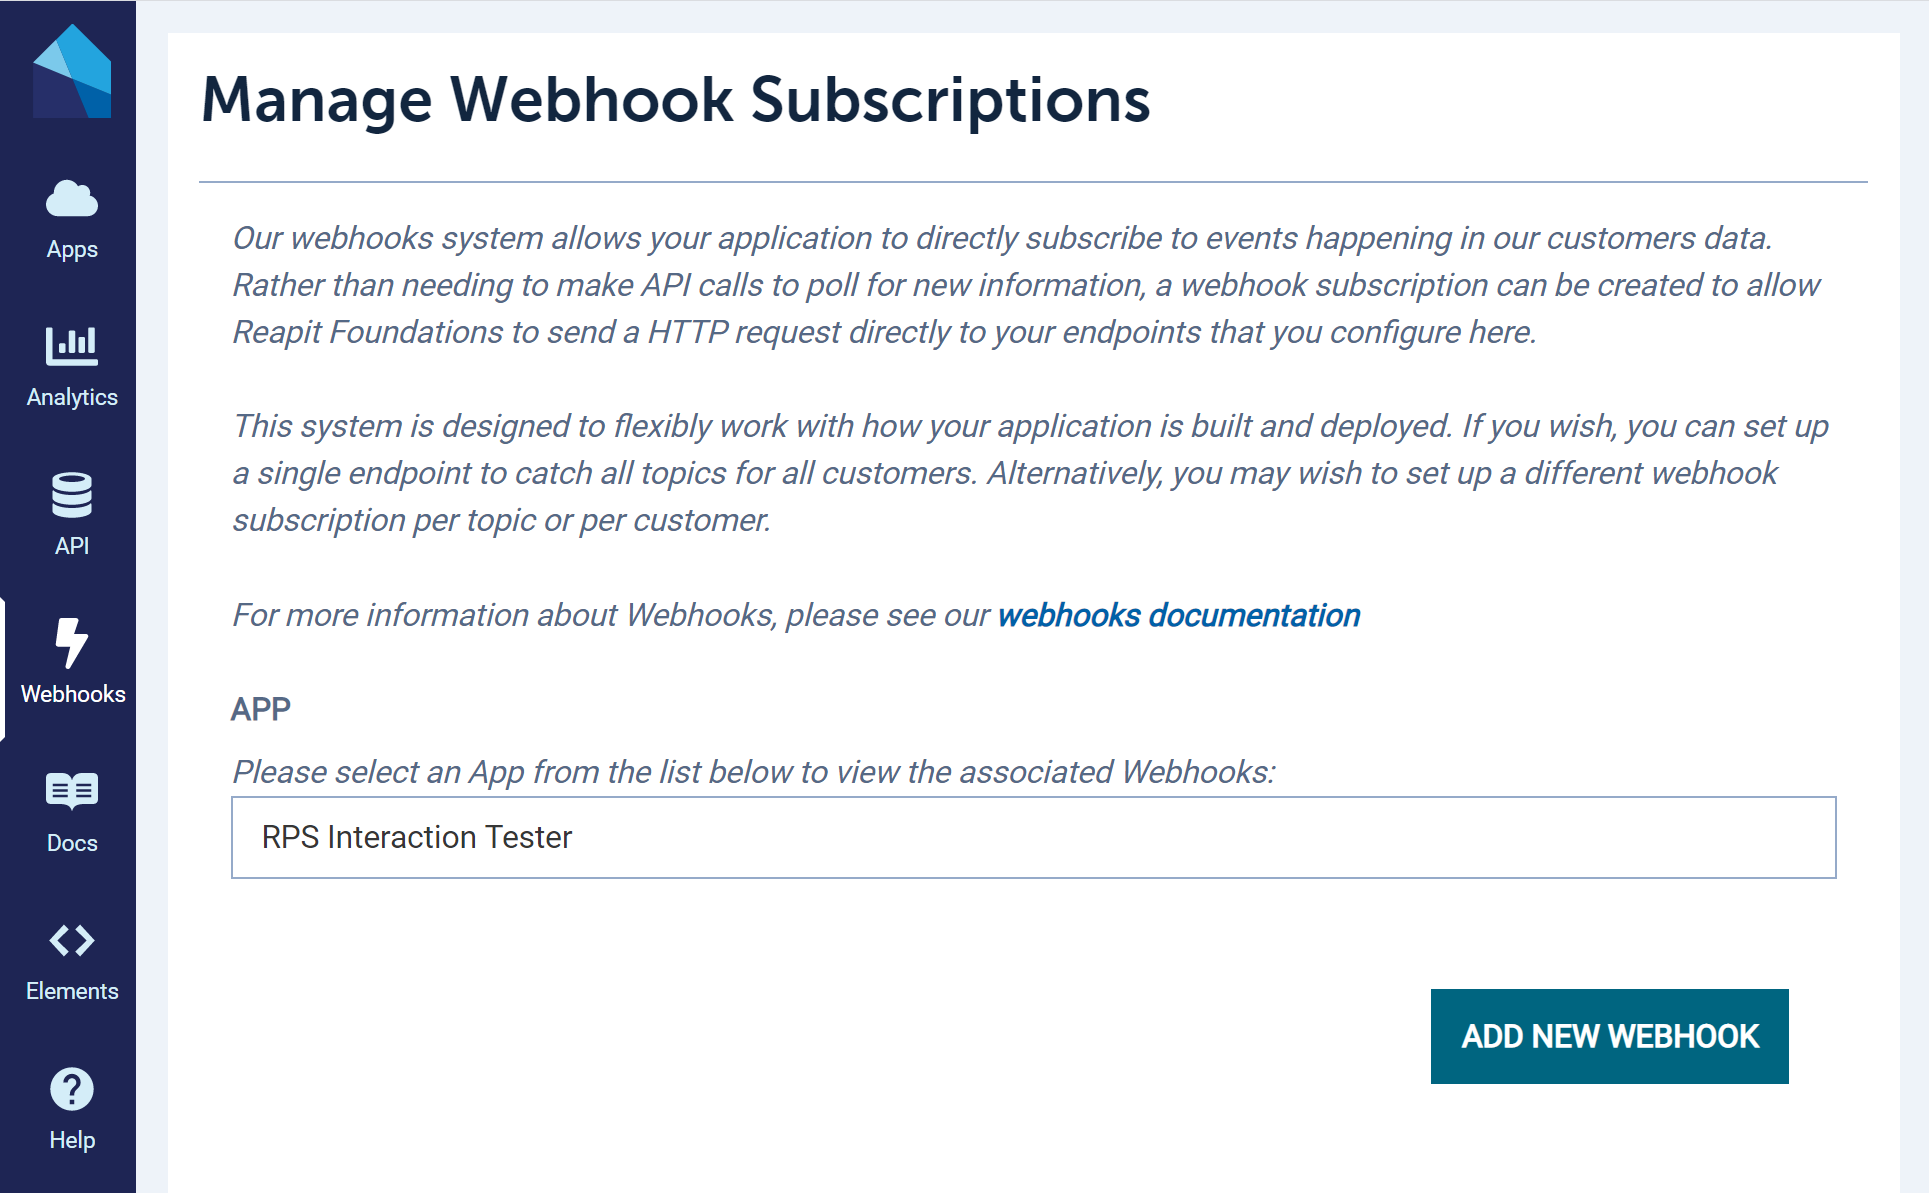 Manage Webhook Subscriptions
Apps
Analytics
API
Webhooks
Docs
Elements
Help
Our webhooks system allows your application to directly subscribe to events happening in our customers data.
Rather than needing to make API calls to poll for new information, a webhook subscription can be created to allow
Reapit Foundations to send a HTTP request directly to your endpoints that you configure here.
This system is designed to flexibly work with how your application is built and deployed. If you wish, you can set up
a single endpoint to catch all topics for all customers. Alternatively, you may wish to set up a different webhook
subscription per topic or per customer.
For more information about Webhooks, please see our webhooks documentation
APP
Please select an App from the list below to view the associated Webhooks:
RPS Interaction Tester
ADD NEW WEBHOOK